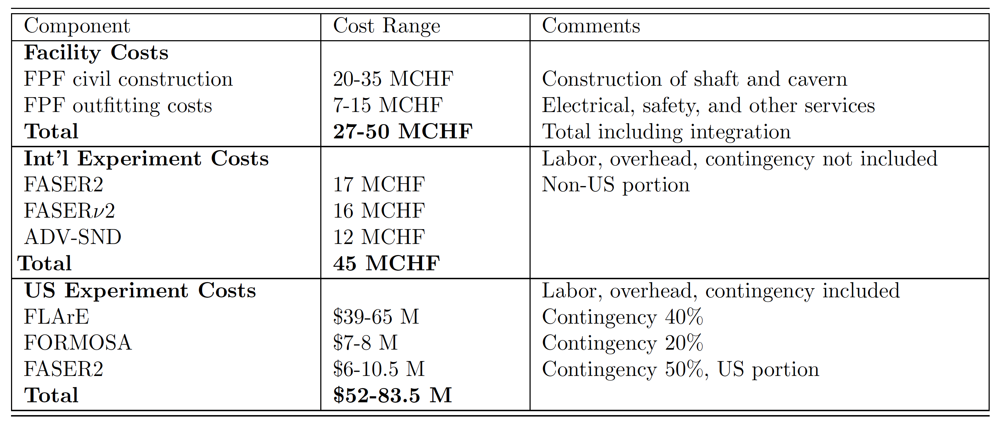 Component Cost Range Comments
Facility Costs
FPF civil construction 20-35 MCHF Construction of shaft and cavern
FPF outfitting costs 7-15 MCHF Electrical, safety, and other services
Total 27-50 MCHF Total including integration
Int'l Experiment Costs Labor, overhead, contingency not included
FASER2 17 MCHF Non-US portion
FASERν2 16 MCHF
ADV-SND 12 MCHF
Total 45 MCHF
US Experiment Costs Labor, overhead, contingency included
FLArE $39-65 M Contingency 40%
FORMOSA $7-8 M Contingency 20%
FASER2 $6-10.5 M Contingency 50%, US portion
Total $52-83.5 M